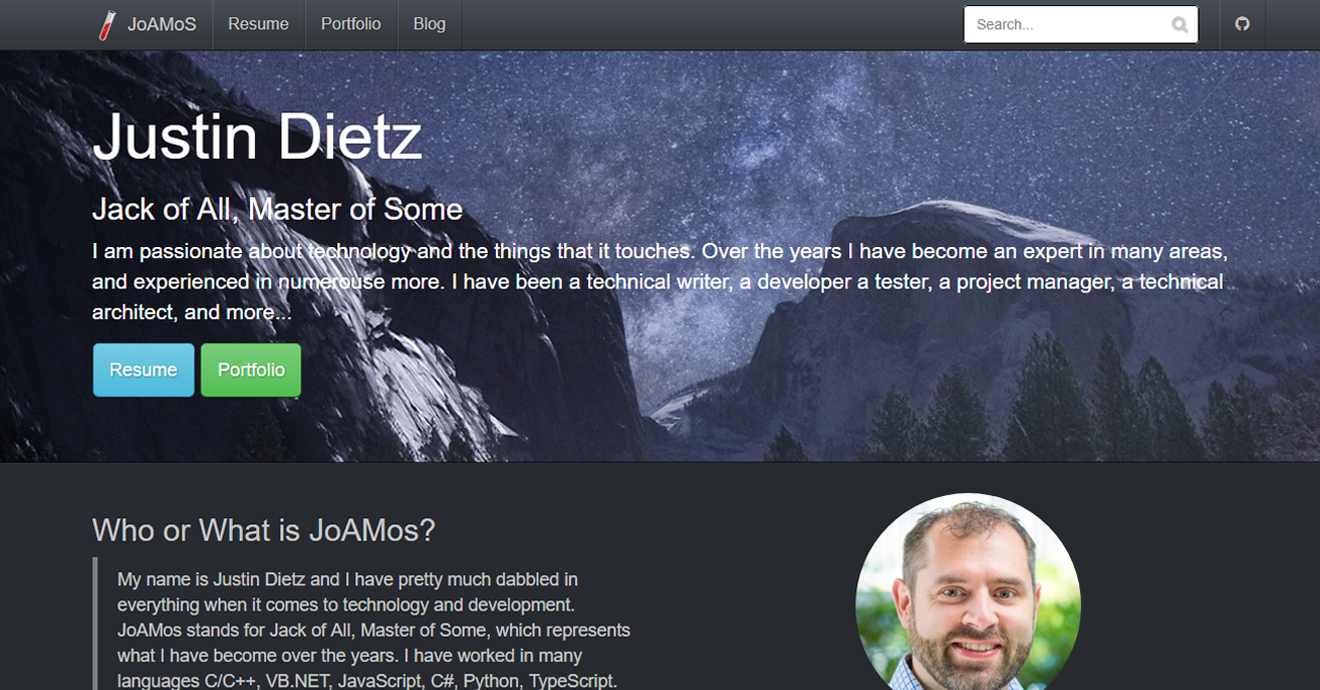 JoAMoS Resume Portfolio Blog Search...
Justin Dietz
Jack of All, Master of Some
I am passionate about technology and the things that it touches. Over the years I have become an expert in many areas,
and experienced in numerouse more. I have been a technical writer, a developer a tester, a project manager, a technical
architect, and more...
Resume Portfolio
Who or What is JoAMos?
My name is Justin Dietz and I have pretty much dabbled in
everything when it comes to technology and development.
JoAMos stands for Jack of All, Master of Some, which represents
what I have become over the years. I have worked in many
languages C/C++, VB.NET, JavaScript, C#, Python, TypeScript.